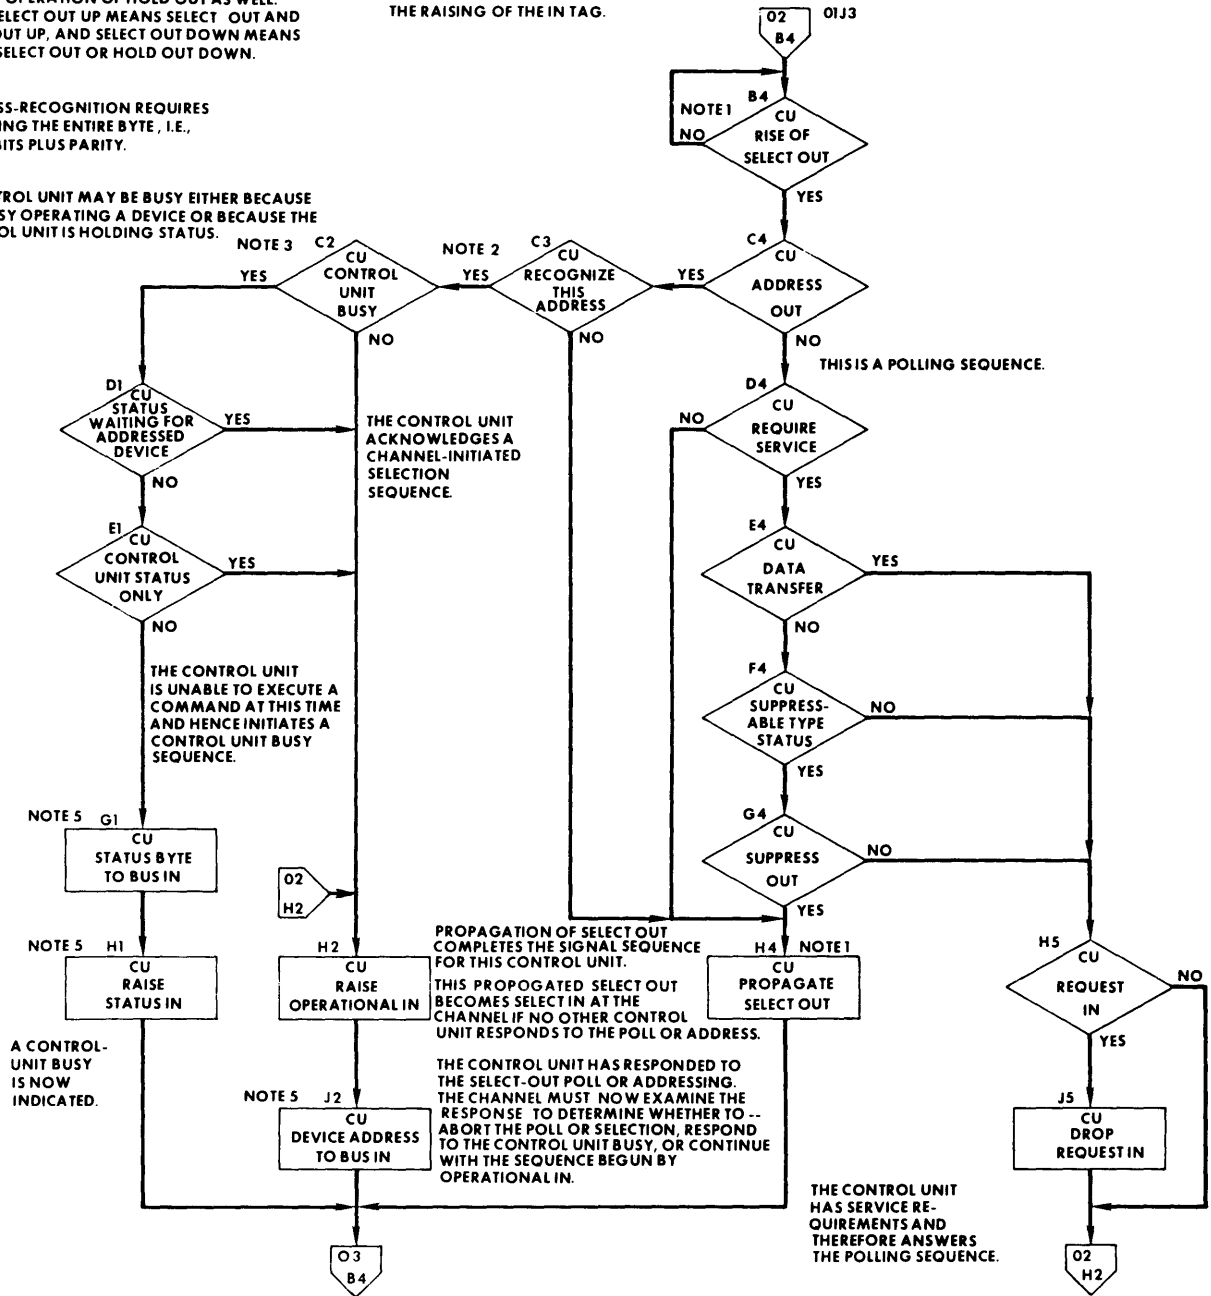 OPERATION OF HOLD OUT AS WELL.
SELECT OUT UP MEANS SELECT OUT AND
OUT UP, AND SELECT OUT DOWN MEANS
SELECT OUT OR HOLD OUT DOWN.
THE RAISING OF THE IN TAG.
SS-RECOGNITION REQUIRES
ING THE ENTIRE BYTE, I.E.,
BITS PLUS PARITY.
TROL UNIT MAY BE BUSY EITHER BECAUSE
SY OPERATING A DEVICE OR BECAUSE THE
OL UNIT IS HOLDING STATUS.
02
B4
01J3
NOTE 1
B4
CU
RISE OF
SELECT OUT
NO
YES
C4
CU
ADDRESS
OUT
YES
NO
NOTE 2
C3
CU
RECOGNIZE
THIS
ADDRESS
YES
NO
NOTE 3
C2
CU
CONTROL
UNIT
BUSY
YES
NO
THIS IS A POLLING SEQUENCE.
D1
CU
STATUS
WAITING FOR
ADDRESSED
DEVICE
YES
NO
THE CONTROL UNIT
ACKNOWLEDGES A
CHANNEL-INITIATED
SELECTION
SEQUENCE.
D4
CU
REQUIRE
SERVICE
NO
YES
E1
CU
CONTROL
UNIT STATUS
ONLY
YES
NO
E4
CU
DATA
TRANSFER
YES
NO
THE CONTROL UNIT
IS UNABLE TO EXECUTE A
COMMAND AT THIS TIME
AND HENCE INITIATES A
CONTROL UNIT BUSY
SEQUENCE.
F4
CU
SUPPRESS-
ABLE TYPE
STATUS
NO
YES
NOTE 5
G1
CU
STATUS BYTE
TO BUS IN
G4
CU
SUPPRESS
OUT
NO
YES
02
H2
NOTE 5
H1
CU
RAISE
STATUS IN
H2
CU
RAISE
OPERATIONAL IN
PROPAGATION OF SELECT OUT
COMPLETES THE SIGNAL SEQUENCE
FOR THIS CONTROL UNIT.
THIS PROPOGATED SELECT OUT
BECOMES SELECT IN AT THE
CHANNEL IF NO OTHER CONTROL
UNIT RESPONDS TO THE POLL OR ADDRESS.
H4
NOTE 1
CU
PROPAGATE
SELECT OUT
H5
CU
REQUEST
IN
NO
YES
A CONTROL-
UNIT BUSY
IS NOW
INDICATED.
NOTE 5
J2
CU
DEVICE ADDRESS
TO BUS IN
THE CONTROL UNIT HAS RESPONDED TO
THE SELECT-OUT POLL OR ADDRESSING.
THE CHANNEL MUST NOW EXAMINE THE
RESPONSE TO DETERMINE WHETHER TO --
ABORT THE POLL OR SELECTION, RESPOND
TO THE CONTROL UNIT BUSY, OR CONTINUE
WITH THE SEQUENCE BEGUN BY
OPERATIONAL IN.
J5
CU
DROP
REQUEST IN
THE CONTROL UNIT
HAS SERVICE RE-
QUIREMENTS AND
THEREFORE ANSWERS
THE POLLING SEQUENCE.
03
B4
02
H2